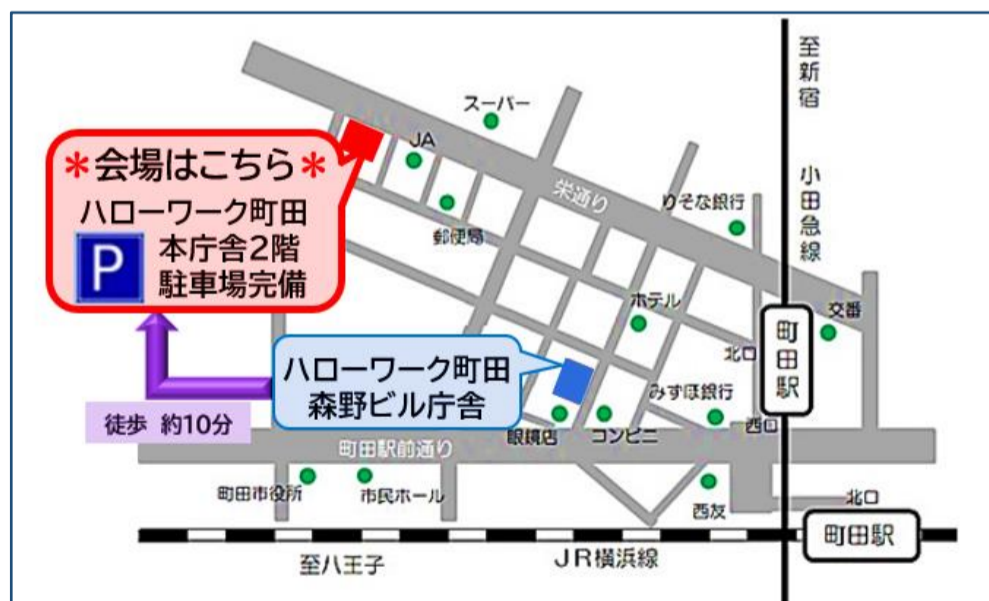 至新宿
小田急線
スーパー
JA
＊会場はこちら＊
ハローワーク町田
P 本庁舎2階
駐車場完備
郵便局
栄通り
りそな銀行
ホテル
交番
北口
町田駅
ハローワーク町田
森野ビル庁舎
みずほ銀行
徒歩 約10分
眼鏡店
コンビニ
西口
町田駅前通り
町田市役所
市民ホール
西友
北口
町田駅
至八王子
JR横浜線